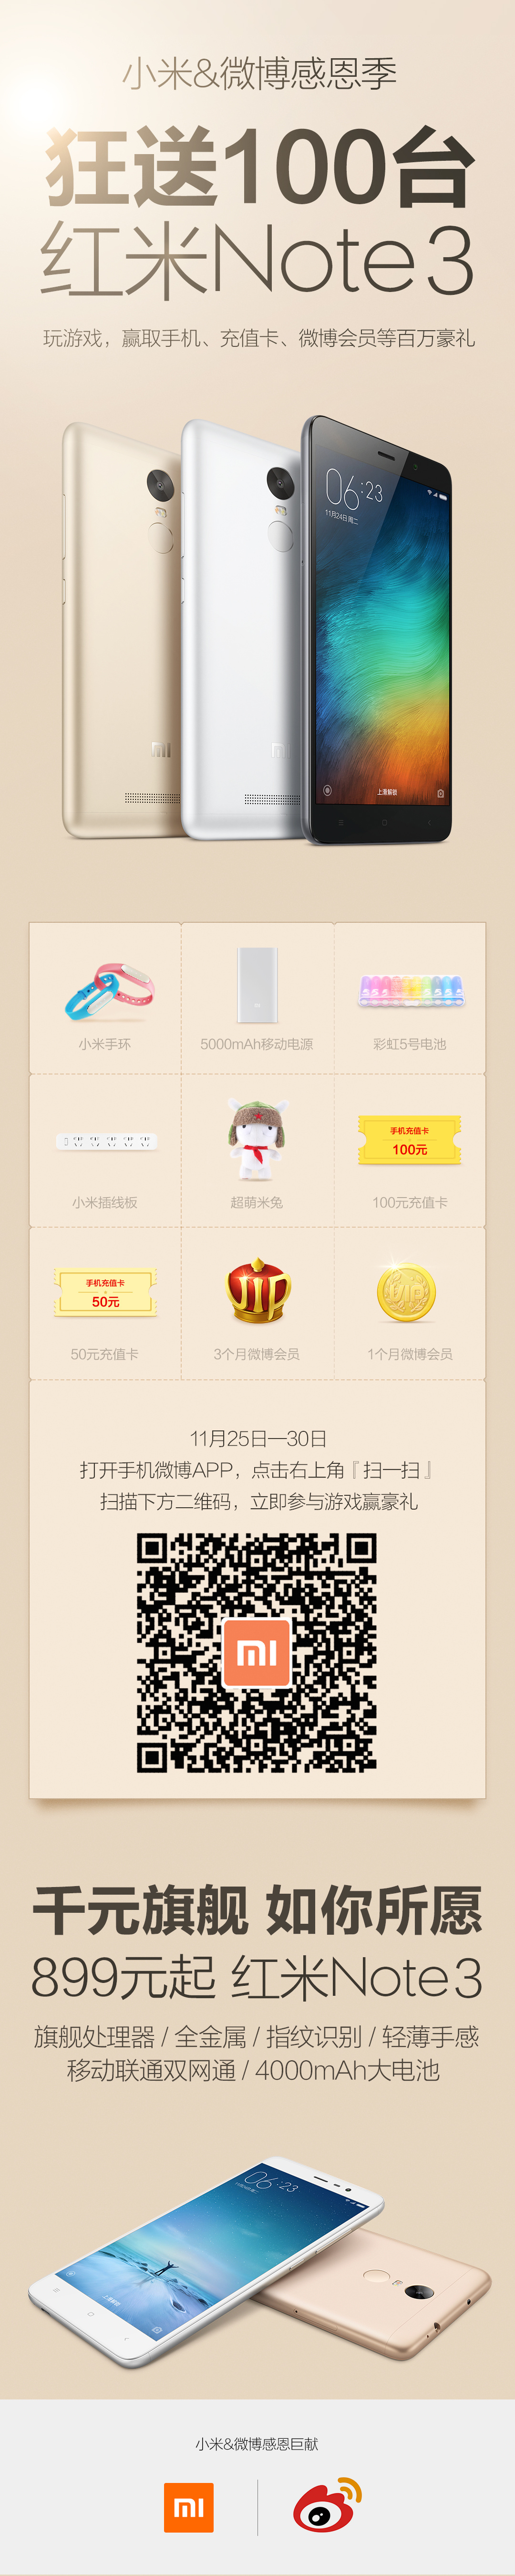 小米&微博感恩季
狂送100台
红米Note 3
玩游戏，赢取手机、充值卡、微博会员等百万豪礼
06:23
11月24日 周二
上滑解锁
小米手环
5000mAh移动电源
彩虹5号电池
小米插线板
超萌米兔
手机充值卡
100元
100元充值卡
手机充值卡
50元
50元充值卡
VIP
3个月微博会员
VIP
1个月微博会员
11月25日—30日
打开手机微博APP，点击右上角『扫一扫』
扫描下方二维码，立即参与游戏赢豪礼
千元旗舰 如你所愿
899元起 红米Note 3
旗舰处理器 / 全金属 / 指纹识别 / 轻薄手感
移动联通双网通 / 4000mAh大电池
06:23
上滑解锁
小米&微博感恩巨献